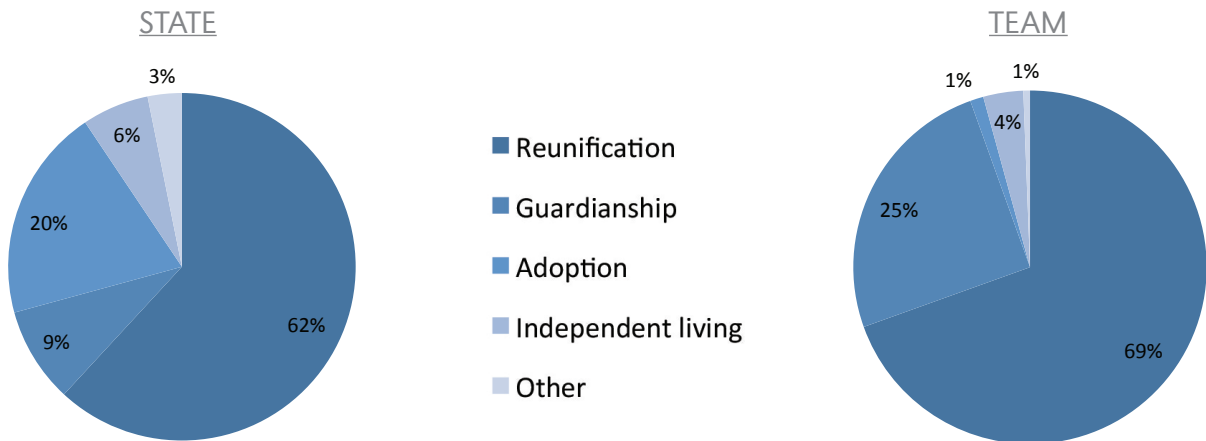 STATE
3%
6%
20%
9%
62%
Reunification
Guardianship
Adoption
Independent living
Other
TEAM
1%
1%
4%
25%
69%